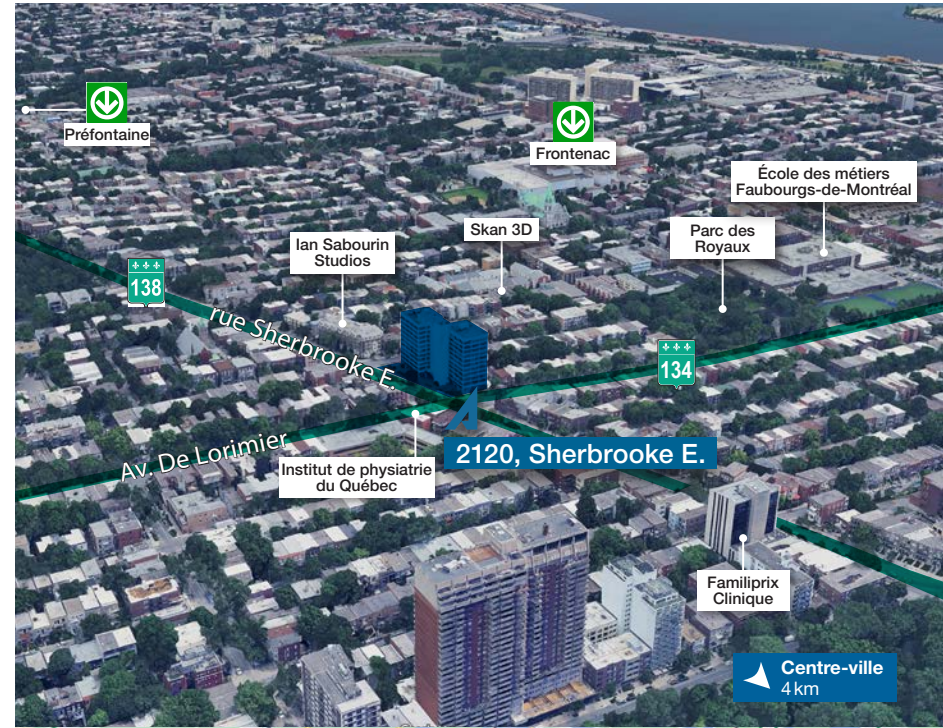 Préfontaine
Frontenac
École des métiers
Faubourgs-de-Montréal
Skan 3D
Parc des
Royaux
Ian Sabourin
Studios
138
rue Sherbrooke E.
134
Av. De Lorimier
2120, Sherbrooke E.
Institut de physiatrie
du Québec
Familiprix
Clinique
Centre-ville
4 km